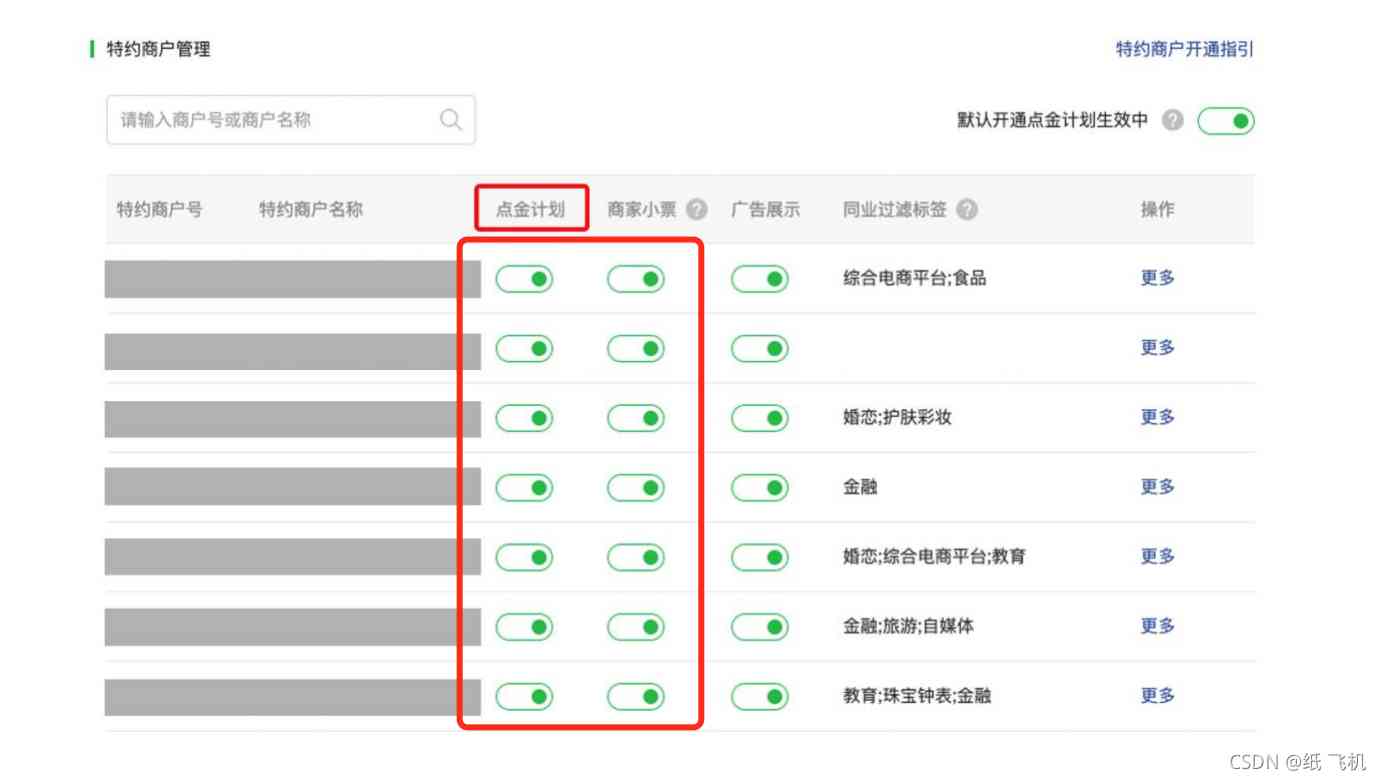 特约商户管理 特约商户开通指引
请输入商户号或商户名称 默认开通点金计划生效中 ?
特约商户号 特约商户名称 点金计划 商家小票 ? 广告展示 同业过滤标签 ? 操作
综合电商平台;食品 更多
更多
婚恋;护肤彩妆 更多
金融 更多
婚恋;综合电商平台;教育 更多
金融;旅游;自媒体 更多
教育;珠宝钟表;金融 更多
CSDN @纸 飞机